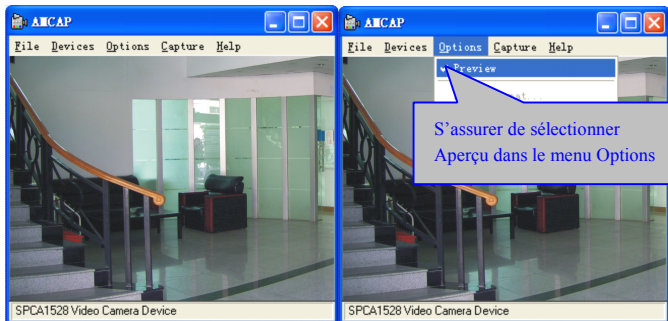 AMCAP
File Devices Options Capture Help
SPCA1528 Video Camera Device
AMCAP
File Devices Options Capture Help
Preview
S'assurer de sélectionner
Aperçu dans le menu Options
SPCA1528 Video Camera Device